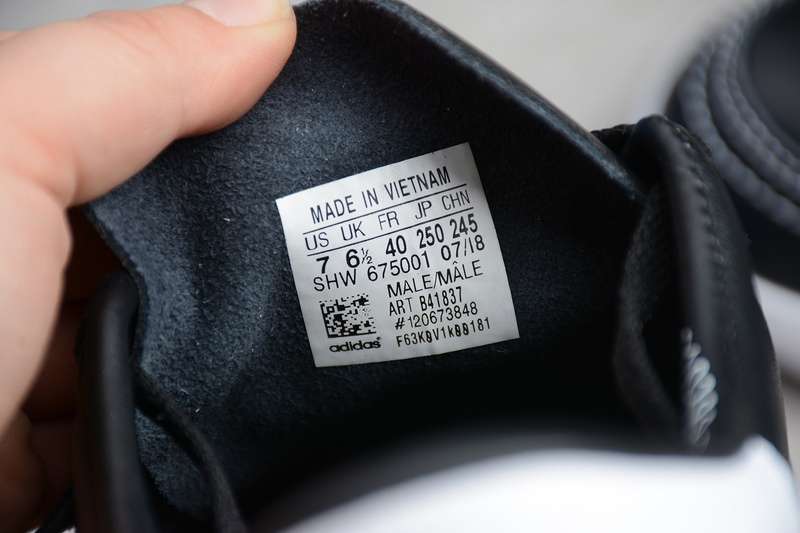 MADE IN VIETNAM
US UK FR JP CHN
7 6½ 40 250 245
SHW 675001 07/18
MALE/MÂLE
ART B41837
#120673848
F63K0V1k00181
adidas